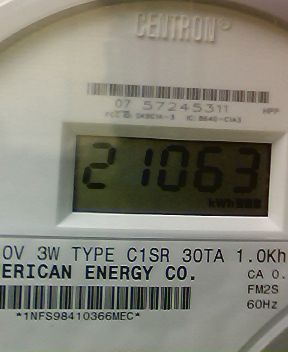 CENTRON®
07 57245311 HPP
21063
kWh
0V 3W TYPE C1SR 30TA 1.0Kh
ERICAN ENERGY CO. CA 0.
FM2S
60Hz
*1NFS98410366MEC*